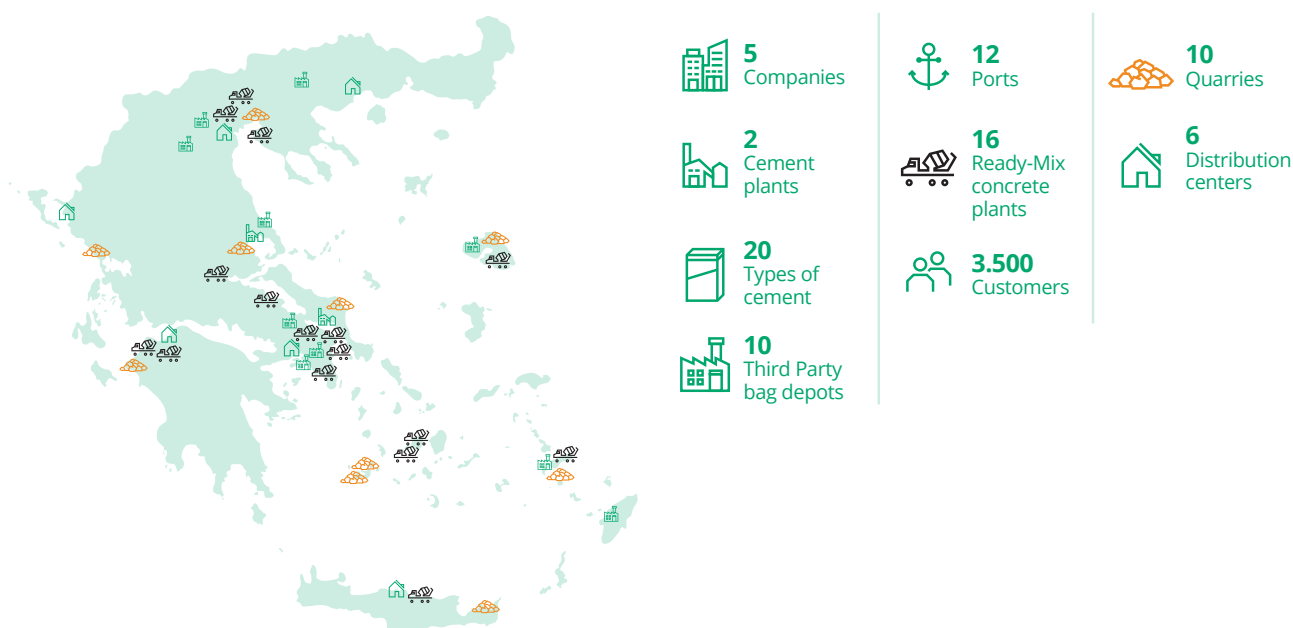 5
Companies
2
Cement
plants
20
Types of
cement
10
Third Party
bag depots
12
Ports
16
Ready-Mix
concrete
plants
3.500
Customers
10
Quarries
6
Distribution
centers